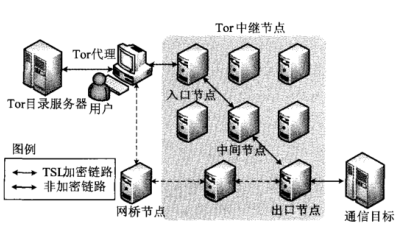 Tor中继节点
Tor代理
Tor目录服务器
用户
入口节点
中间节点
图例
TSL加密链路
非加密链路
网桥节点
出口节点
通信目标